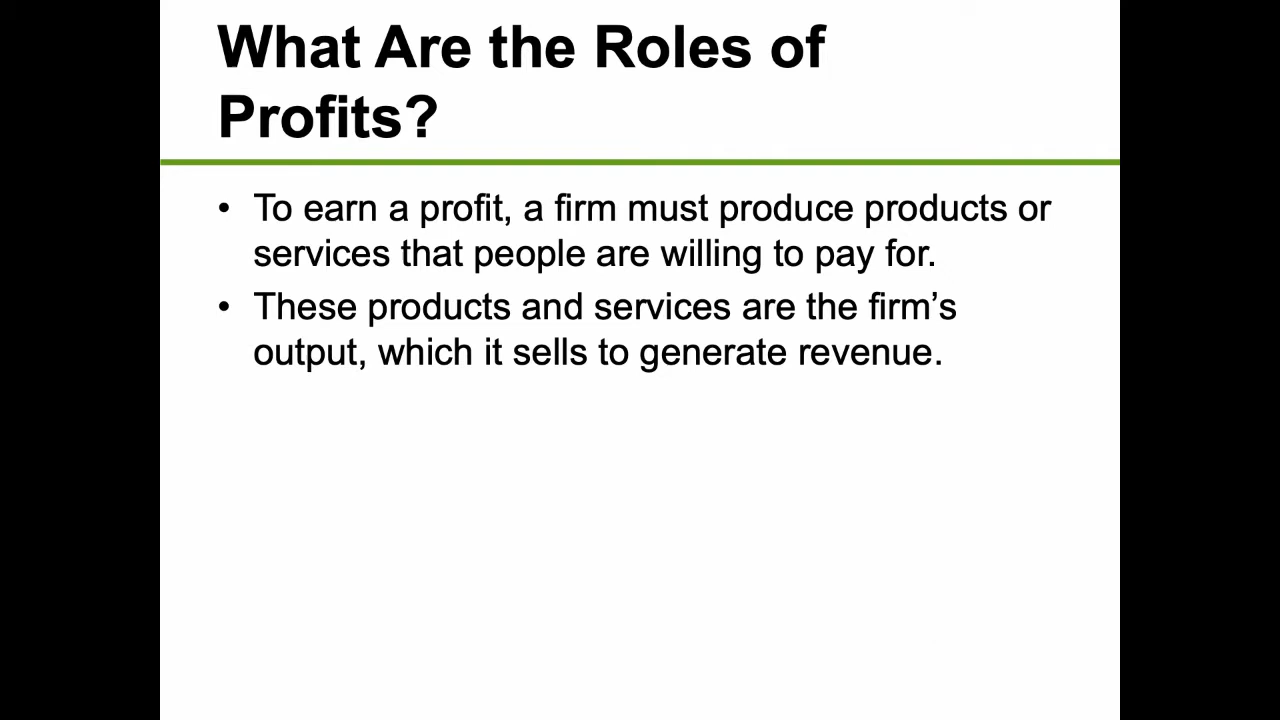 What Are the Roles of
Profits?
• To earn a profit, a firm must produce products or
services that people are willing to pay for.
• These products and services are the firm’s
output, which it sells to generate revenue.